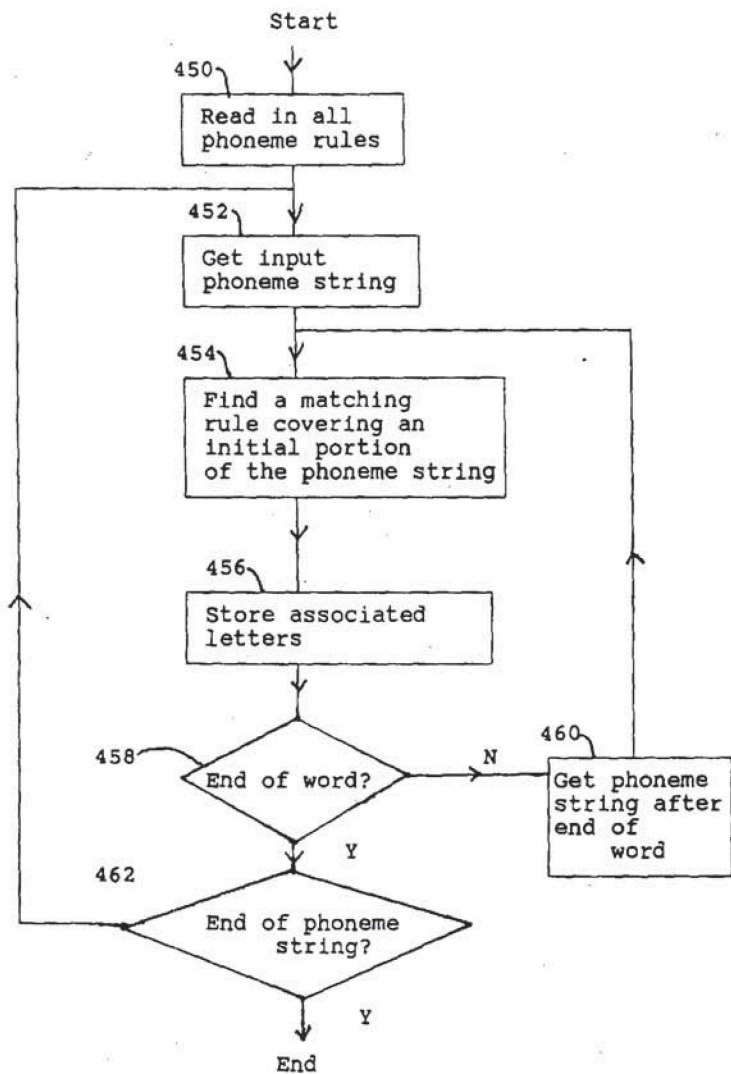 Start
450
Read in all
phoneme rules
452
Get input
phoneme string
454
Find a matching
rule covering an
initial portion
of the phoneme string
456
Store associated
letters
458
End of word?
N
460
Get phoneme
string after
end of
word
Y
462
End of phoneme
string?
Y
End